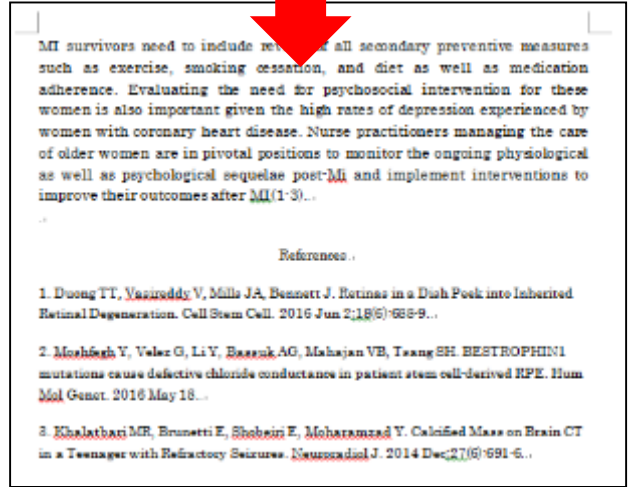 MI survivors need to include of all secondary preventive measures
such as exercise, smoking cessation, and diet as well as medication
adherence. Evaluating the need for psychosocial intervention for these
women is also important given the high rates of depression experienced by
women with coronary heart disease. Nurse practitioners managing the care
of older women are in pivotal positions to monitor the ongoing physiological
as well as psychological sequelae post-Mi and implement interventions to
improve their outcomes after MI(1-3)..
References..
1. Duong TT, Vasireddy V, Mills JA, Bennett J. Retinas in a Dish Peek into Inherited
Retinal Degeneration. Cell Stem Cell. 2016 Jun 2;18(6):688-9..
2. Moshfegh Y, Velez G, Li Y, Bassuk AG, Mahajan VB, Tsang SH. BESTROPHIN1
mutations cause defective chloride conductance in patient stem cell-derived RPE. Hum
Mol Genet. 2016 May 18..
3. Khalatbari MR, Brunetti E, Shobeiri E, Moharamzad Y. Calcified Mass on Brain CT
in a Teenager with Refractory Seizures. Neuroradiol J. 2014 Dec;27(6):691-6..